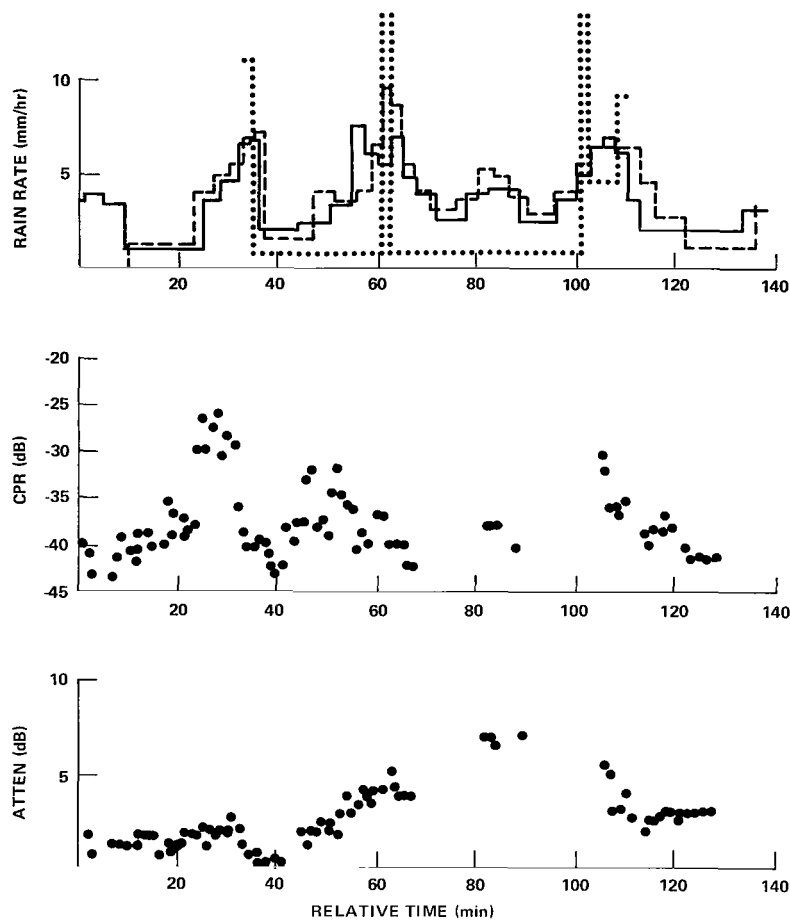 RAIN RATE (mm/hr)
10
5
20 40 60 80 100 120 140
CPR (dB)
-20
-25
-30
-35
-40
-45
20 40 60 80 100 120 140
ATTEN (dB)
10
5
20 40 60 80 100 120 140
RELATIVE TIME (min)